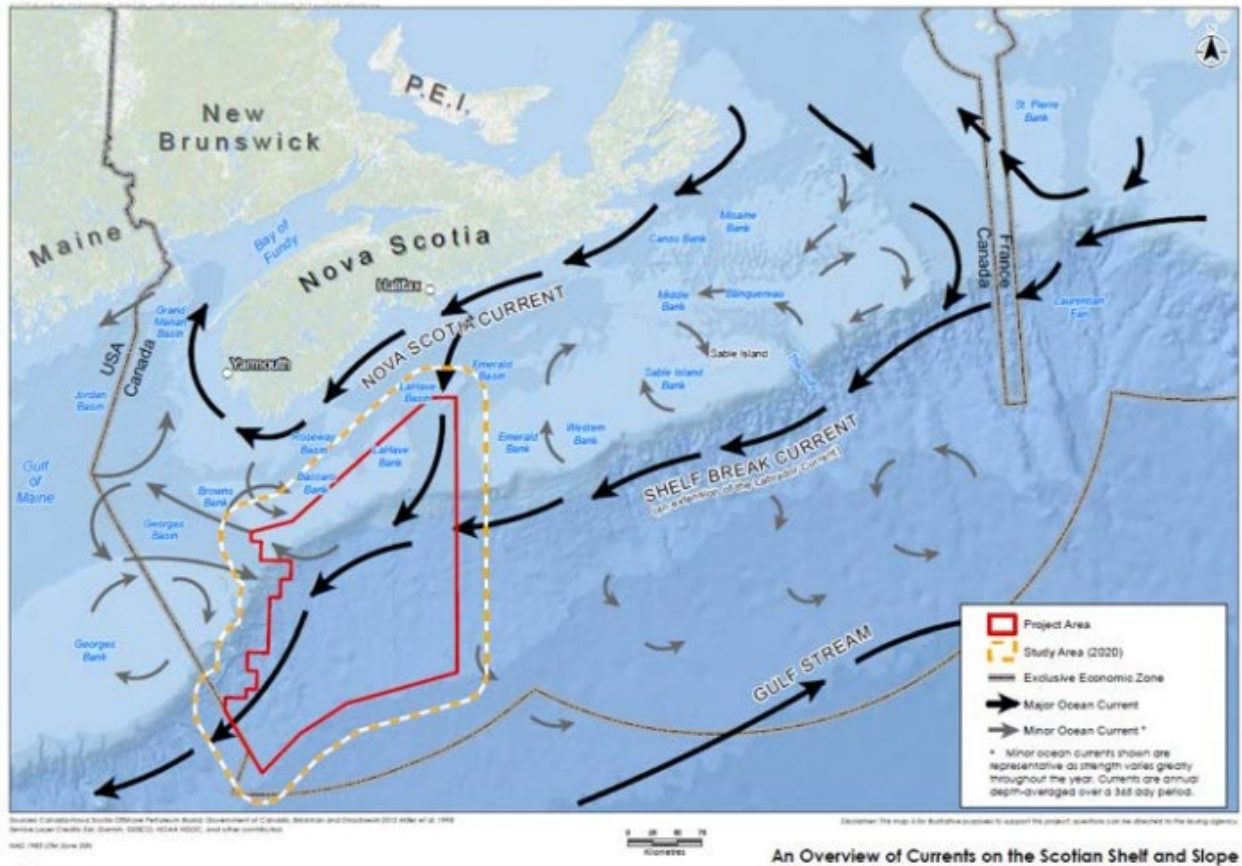 New
Brunswick
P.E.I.
St. Pierre
Bank
Maine
Bay of
Fundy
Nova Scotia
Halifax
Misaine
Bank
Canso Bank
Canada
France
Laurentian
Fan
Middle
Bank
Banquereau
Grand
Manan
Basin
USA
Canada
Yarmouth
NOVA SCOTIA CURRENT
Emerald
Basin
Sable Island
Sable Island
Bank
LaHave
Basin
Jordan
Basin
Roseway
Basin
LaHave
Bank
Emerald
Bank
Western
Bank
Gulf
of
Maine
Browns
Bank
Baccaro
Bank
SHELF BREAK CURRENT
(an extension of the Labrador Current)
Georges
Basin
Georges
Bank
GULF STREAM
Project Area
Study Area (2020)
Exclusive Economic Zone
Major Ocean Current
Minor Ocean Current *
* Minor ocean currents shown are
representative as strength varies greatly
throughout the year. Currents are annual
depth-averaged over a 365 day period.
Kilometres
An Overview of Currents on the Scotian Shelf and Slope